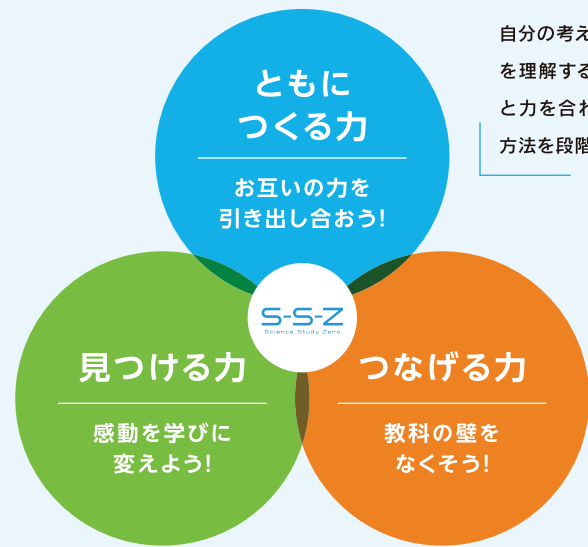 ともに
つくる力
お互いの力を
引き出し合おう!
自分の考え
を理解する
と力を合わ
方法を段階
S-S-Z
Science Study Zero
見つける力
感動を学びに
変えよう!
つなげる力
教科の壁を
なくそう!